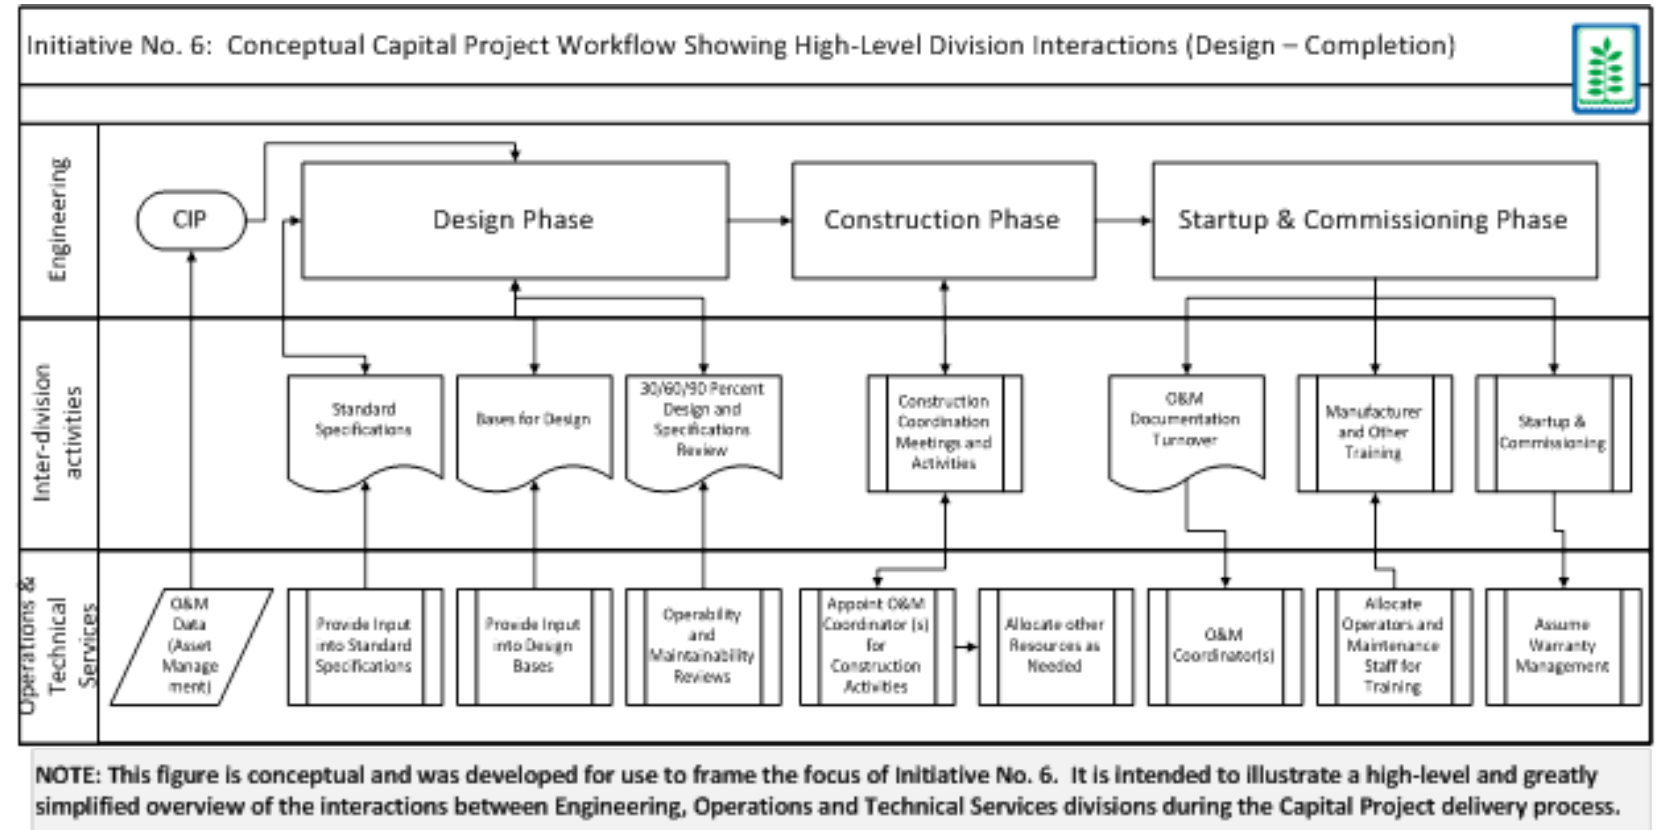 Initiative No. 6: Conceptual Capital Project Workflow Showing High-Level Division Interactions (Design – Completion)
Engineering
CIP
Design Phase
Construction Phase
Startup & Commissioning Phase
Inter-division
activities
Standard
Specifications
Bases for Design
30/60/90 Percent
Design and
Specifications
Review
Construction
Coordination
Meetings and
Activities
O&M
Documentation
Turnover
Manufacturer
and Other
Training
Startup &
Commissioning
Operations &
Technical
Services
O&M
Data
(Asset
Manage
ment)
Provide Input
into Standard
Specifications
Provide Input
into Design
Bases
Operability
and
Maintainability
Reviews
Appoint O&M
Coordinator (s)
for
Construction
Activities
Allocate other
Resources as
Needed
O&M
Coordinator(s)
Allocate
Operators and
Maintenance
Staff for
Training
Assume
Warranty
Management
NOTE: This figure is conceptual and was developed for use to frame the focus of Initiative No. 6. It is intended to illustrate a high-level and greatly
simplified overview of the interactions between Engineering, Operations and Technical Services divisions during the Capital Project delivery process.